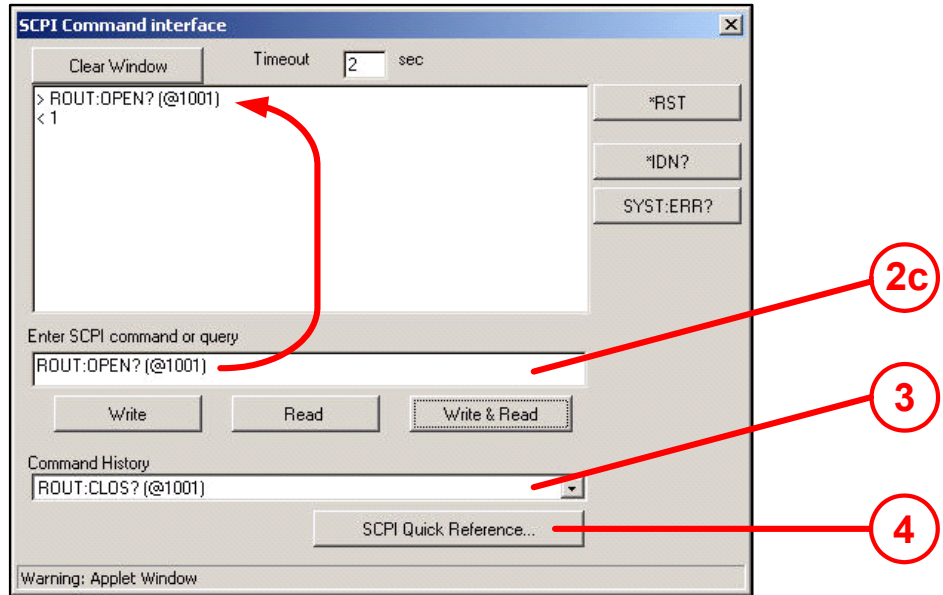 SCPI Command interface
Clear Window
Timeout 2 sec
> ROUT:OPEN? (@1001)
< 1
*RST
*IDN?
SYST:ERR?
2c
Enter SCPI command or query
ROUT:OPEN? (@1001)
Write Read Write & Read
3
Command History
ROUT:CLOS? (@1001)
SCPI Quick Reference...
4
Warning: Applet Window